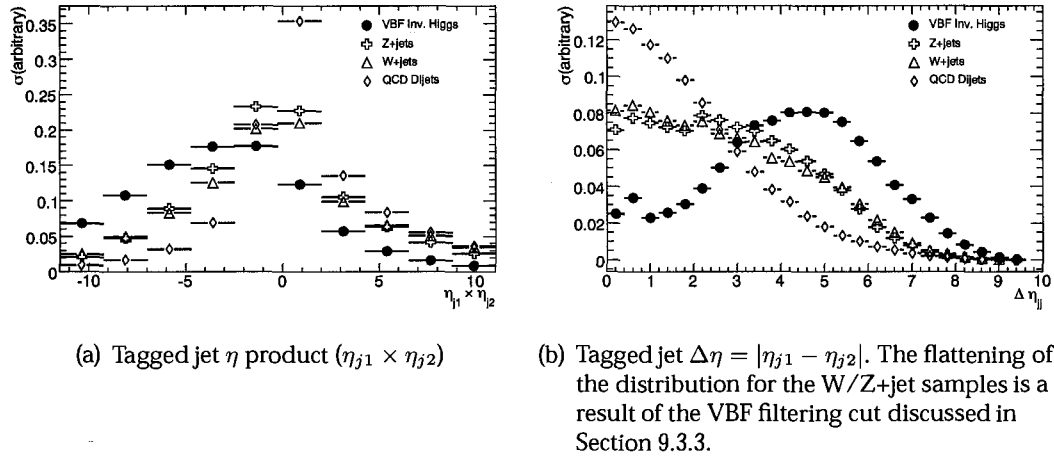 σ(arbitrary)
0.35
0.30
0.25
0.20
0.15
0.10
0.05
0
-10
-5
0
5
10
η_j1 × η_j2
VBF Inv. Higgs
Z+jets
W+jets
QCD Dijets
(a) Tagged jet η product (η_j1 × η_j2)
σ(arbitrary)
0.12
0.1
0.08
0.06
0.04
0.02
0
0
1
2
3
4
5
6
7
8
9
10
Δ η_jj
VBF Inv. Higgs
Z+jets
W+jets
QCD Dijets
(b) Tagged jet Δη = |η_j1 − η_j2|. The flattening of
the distribution for the W/Z+jet samples is a
result of the VBF filtering cut discussed in
Section 9.3.3.